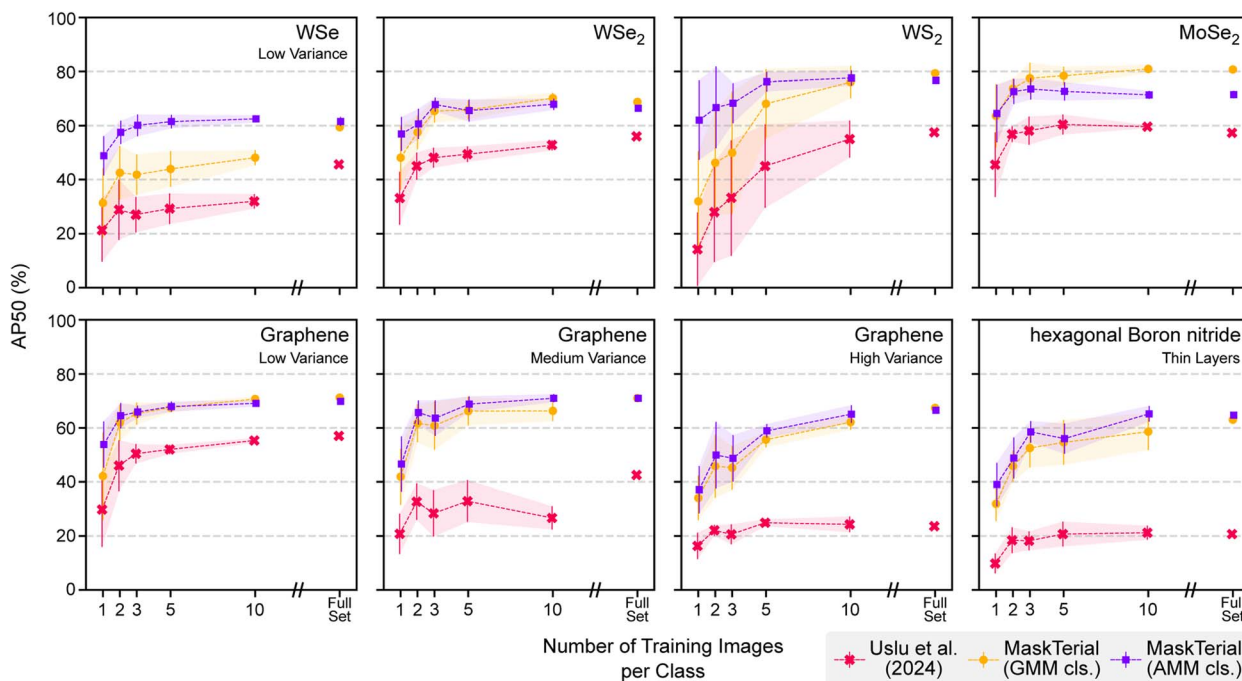 WSe
Low Variance
WSe2
WS2
MoSe2
100
80
60
40
20
0
AP50 (%)
Graphene
Low Variance
Graphene
Medium Variance
Graphene
High Variance
hexagonal Boron nitride
Thin Layers
100
80
60
40
20
0
1 2 3 5 10 Full Set
1 2 3 5 10 Full Set
1 2 3 5 10 Full Set
1 2 3 5 10 Full Set
Number of Training Images
per Class
Uslu et al.
(2024)
MaskTerial
(GMM cls.)
MaskTerial
(AMM cls.)